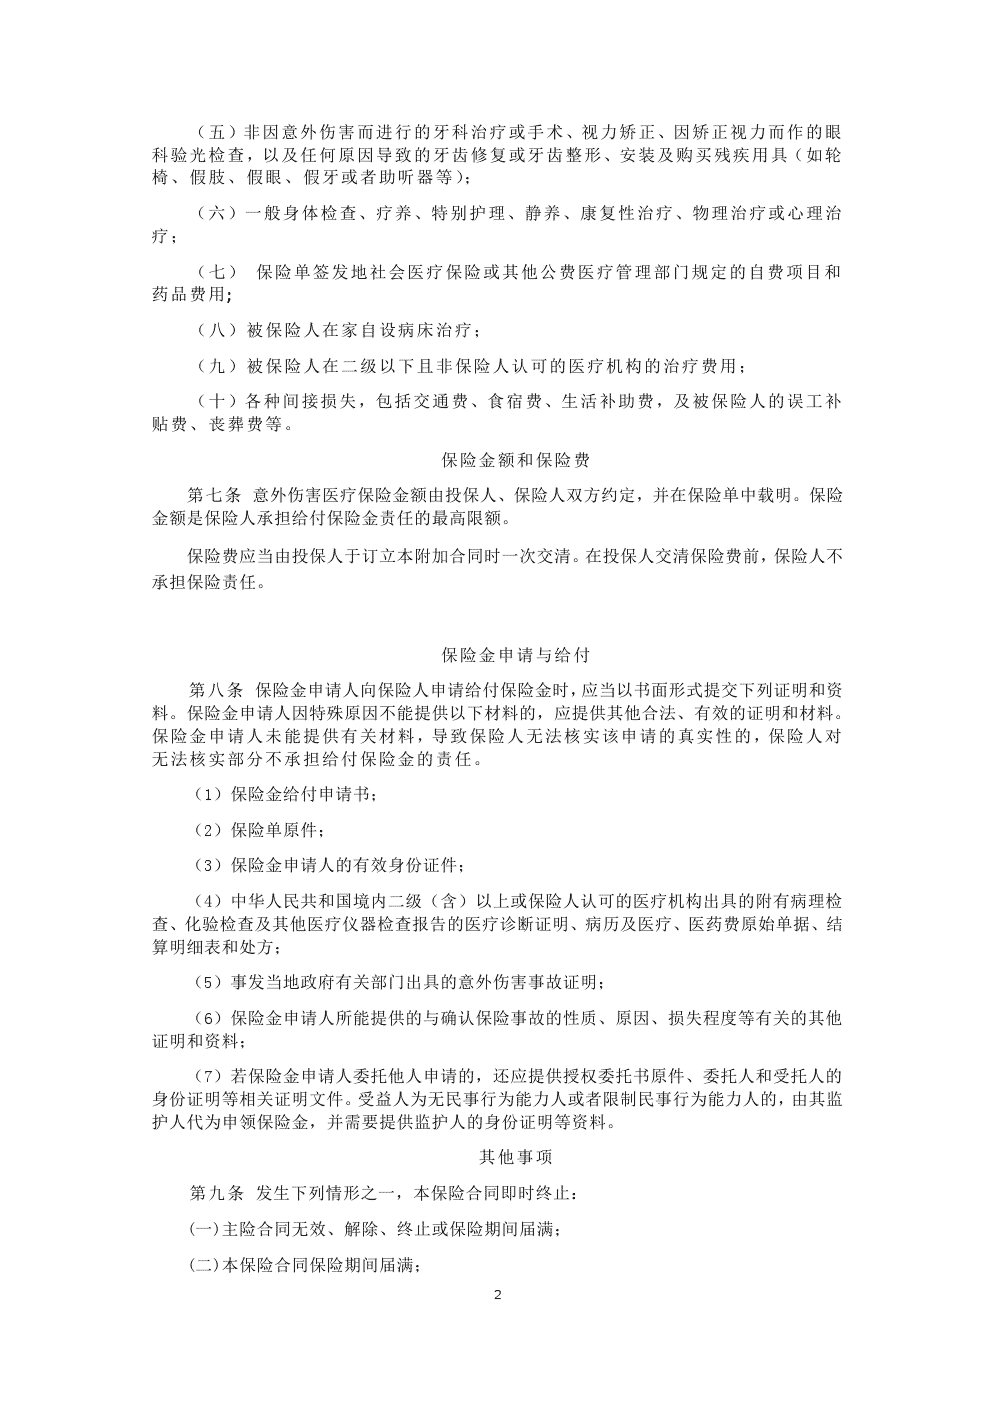 （五）非因意外伤害而进行的牙科治疗或手术、视力矫正、因矫正视力而作的眼
科验光检查，以及任何原因导致的牙齿修复或牙齿整形、安装及购买残疾用具（如轮
椅、假肢、假眼、假牙或者助听器等）；
（六）一般身体检查、疗养、特别护理、静养、康复性治疗、物理治疗或心理治
疗；
（七） 保险单签发地社会医疗保险或其他公费医疗管理部门规定的自费项目和
药品费用;
（八）被保险人在家自设病床治疗；
（九）被保险人在二级以下且非保险人认可的医疗机构的治疗费用；
（十）各种间接损失，包括交通费、食宿费、生活补助费，及被保险人的误工补
贴费、丧葬费等。
保险金额和保险费
第七条 意外伤害医疗保险金额由投保人、保险人双方约定，并在保险单中载明。保险
金额是保险人承担给付保险金责任的最高限额。
保险费应当由投保人于订立本附加合同时一次交清。在投保人交清保险费前，保险人不
承担保险责任。
保险金申请与给付
第八条 保险金申请人向保险人申请给付保险金时，应当以书面形式提交下列证明和资
料。保险金申请人因特殊原因不能提供以下材料的，应提供其他合法、有效的证明和材料。
保险金申请人未能提供有关材料，导致保险人无法核实该申请的真实性的，保险人对
无法核实部分不承担给付保险金的责任。
（1）保险金给付申请书；
（2）保险单原件；
（3）保险金申请人的有效身份证件；
（4）中华人民共和国境内二级（含）以上或保险人认可的医疗机构出具的附有病理检
查、化验检查及其他医疗仪器检查报告的医疗诊断证明、病历及医疗、医药费原始单据、结
算明细表和处方；
（5）事发当地政府有关部门出具的意外伤害事故证明；
（6）保险金申请人所能提供的与确认保险事故的性质、原因、损失程度等有关的其他
证明和资料；
（7）若保险金申请人委托他人申请的，还应提供授权委托书原件、委托人和受托人的
身份证明等相关证明文件。受益人为无民事行为能力人或者限制民事行为能力人的，由其监
护人代为申领保险金，并需要提供监护人的身份证明等资料。
其他事项
第九条 发生下列情形之一，本保险合同即时终止：
(一)主险合同无效、解除、终止或保险期间届满；
(二)本保险合同保险期间届满；
2